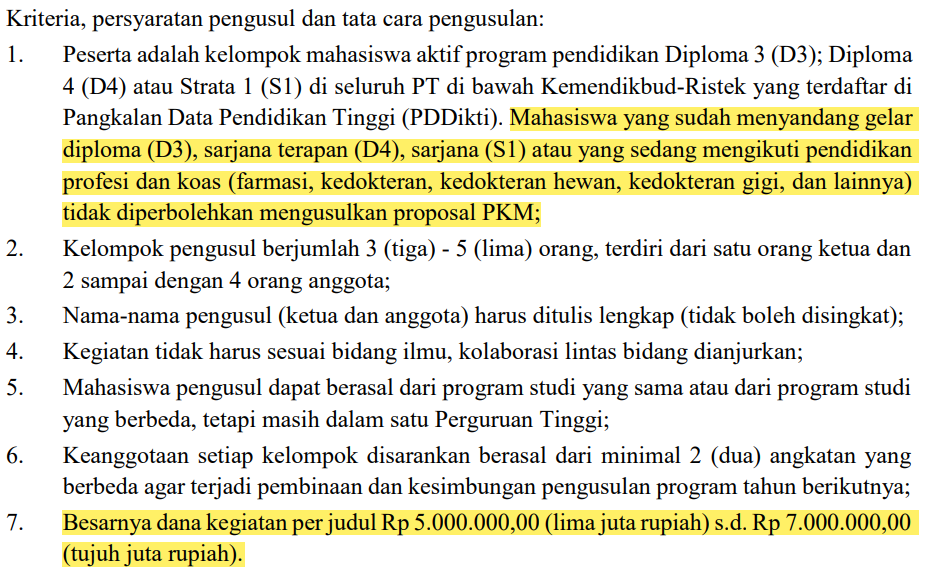 Kriteria, persyaratan pengusul dan tata cara pengusulan:
1. Peserta adalah kelompok mahasiswa aktif program pendidikan Diploma 3 (D3); Diploma
4 (D4) atau Strata 1 (S1) di seluruh PT di bawah Kemendikbud-Ristek yang terdaftar di
Pangkalan Data Pendidikan Tinggi (PDDikti). Mahasiswa yang sudah menyandang gelar
diploma (D3), sarjana terapan (D4), sarjana (S1) atau yang sedang mengikuti pendidikan
profesi dan koas (farmasi, kedokteran, kedokteran hewan, kedokteran gigi, dan lainnya)
tidak diperbolehkan mengusulkan proposal PKM;
2. Kelompok pengusul berjumlah 3 (tiga) - 5 (lima) orang, terdiri dari satu orang ketua dan
2 sampai dengan 4 orang anggota;
3. Nama-nama pengusul (ketua dan anggota) harus ditulis lengkap (tidak boleh disingkat);
4. Kegiatan tidak harus sesuai bidang ilmu, kolaborasi lintas bidang dianjurkan;
5. Mahasiswa pengusul dapat berasal dari program studi yang sama atau dari program studi
yang berbeda, tetapi masih dalam satu Perguruan Tinggi;
6. Keanggotaan setiap kelompok disarankan berasal dari minimal 2 (dua) angkatan yang
berbeda agar terjadi pembinaan dan kesimbungan pengusulan program tahun berikutnya;
7. Besarnya dana kegiatan per judul Rp 5.000.000,00 (lima juta rupiah) s.d. Rp 7.000.000,00
(tujuh juta rupiah).